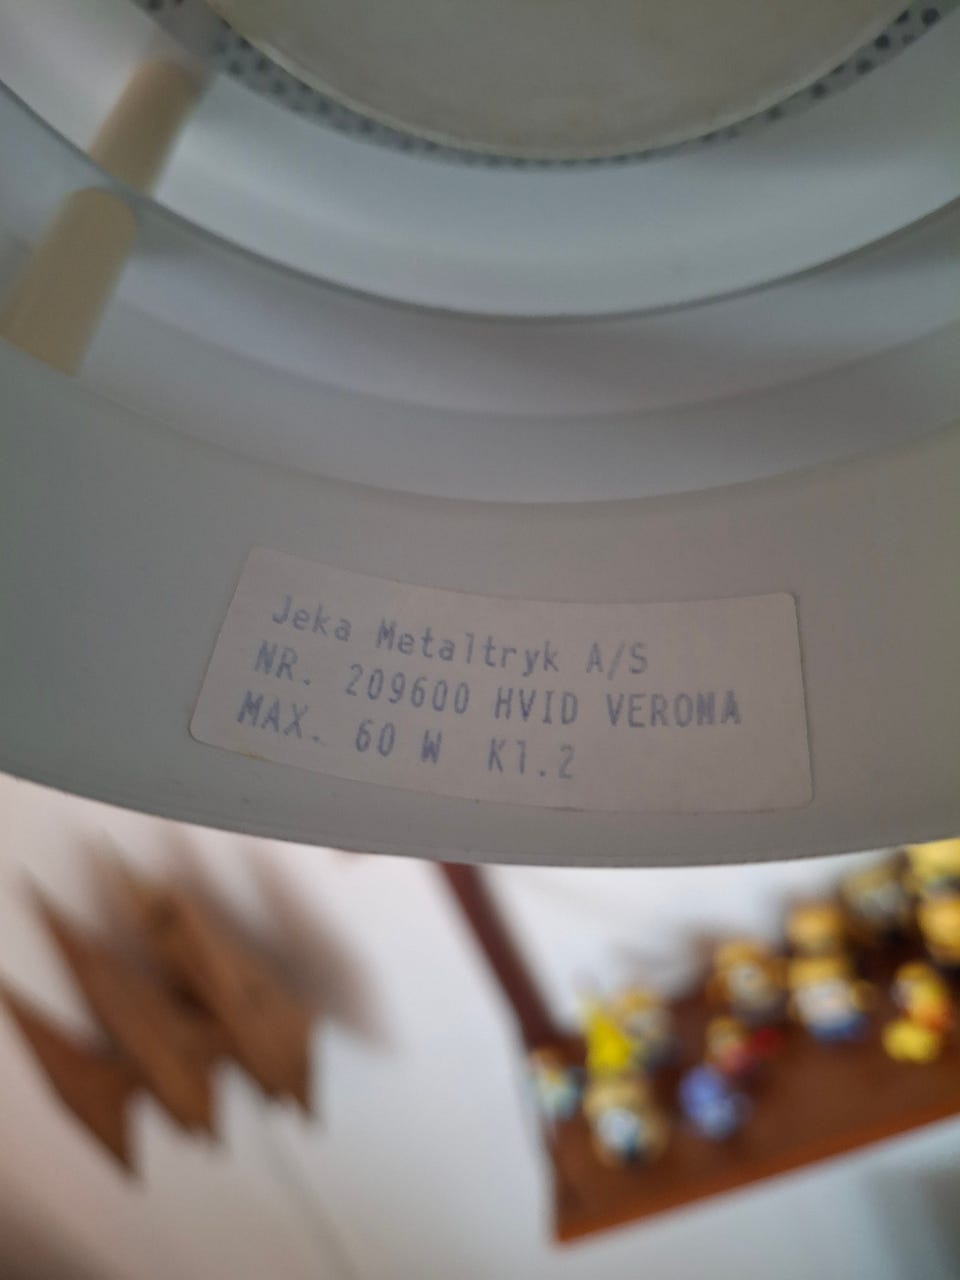 Jeka Metaltryk A/S
NR. 209600 HVID VERONA
MAX. 60 W Kl.2